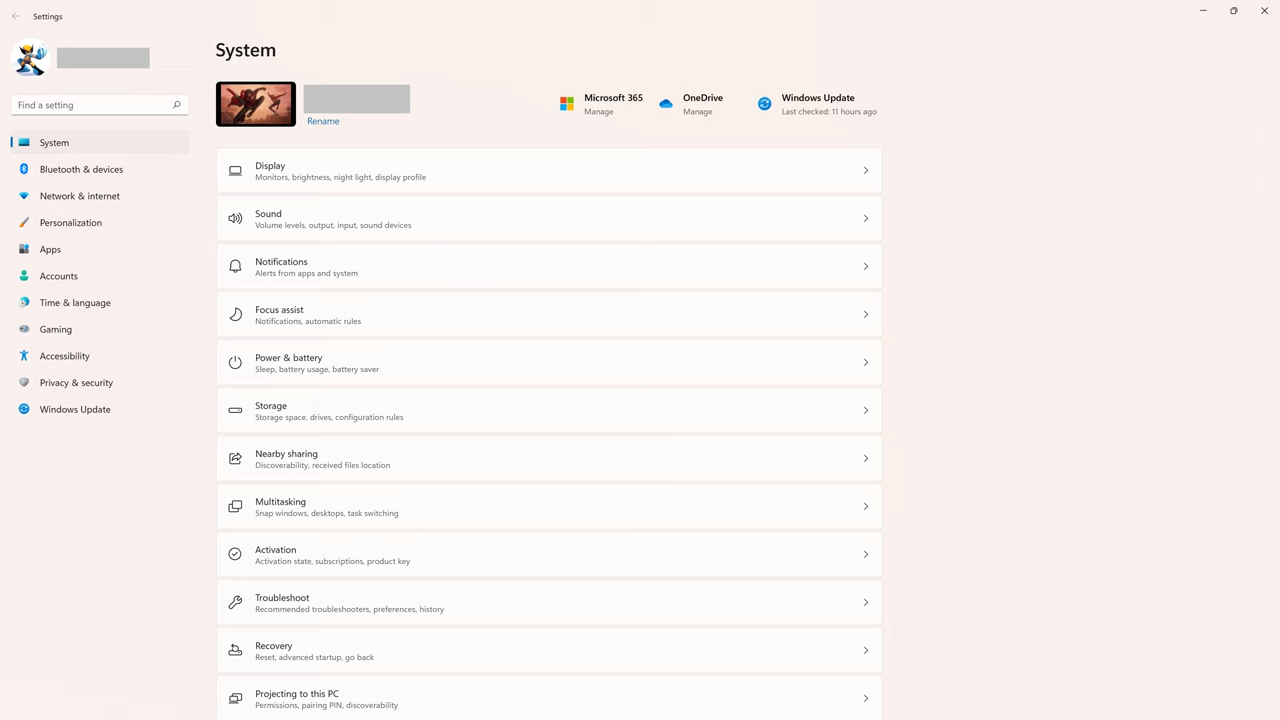 Settings
Find a setting
System
Bluetooth & devices
Network & internet
Personalization
Apps
Accounts
Time & language
Gaming
Accessibility
Privacy & security
Windows Update
System
Rename
Microsoft 365
Manage
OneDrive
Manage
Windows Update
Last checked: 11 hours ago
Display
Monitors, brightness, night light, display profile
Sound
Volume levels, output, input, sound devices
Notifications
Alerts from apps and system
Focus assist
Notifications, automatic rules
Power & battery
Sleep, battery usage, battery saver
Storage
Storage space, drives, configuration rules
Nearby sharing
Discoverability, received files location
Multitasking
Snap windows, desktops, task switching
Activation
Activation state, subscriptions, product key
Troubleshoot
Recommended troubleshooters, preferences, history
Recovery
Reset, advanced startup, go back
Projecting to this PC
Permissions, pairing PIN, discoverability